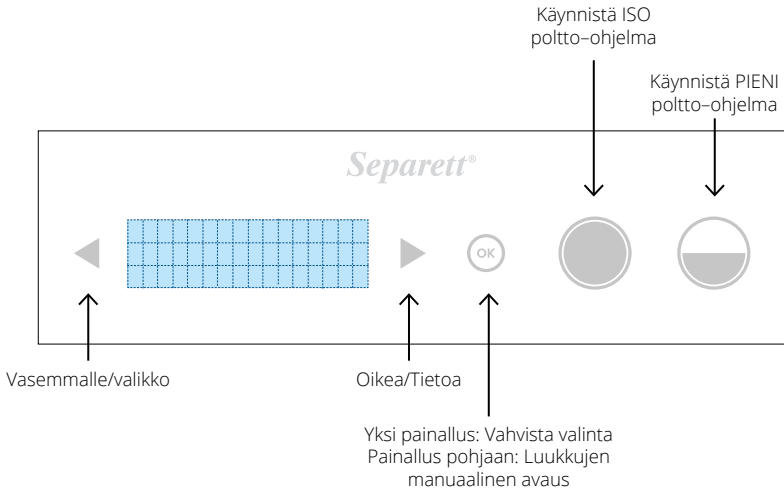 Käynnistä ISO
poltto–ohjelma
Käynnistä PIENI
poltto–ohjelma
Separett®
OK
Vasemmalle/valikko
Oikea/Tietoa
Yksi painallus: Vahvista valinta
Painallus pohjaan: Luukkujen
manuaalinen avaus